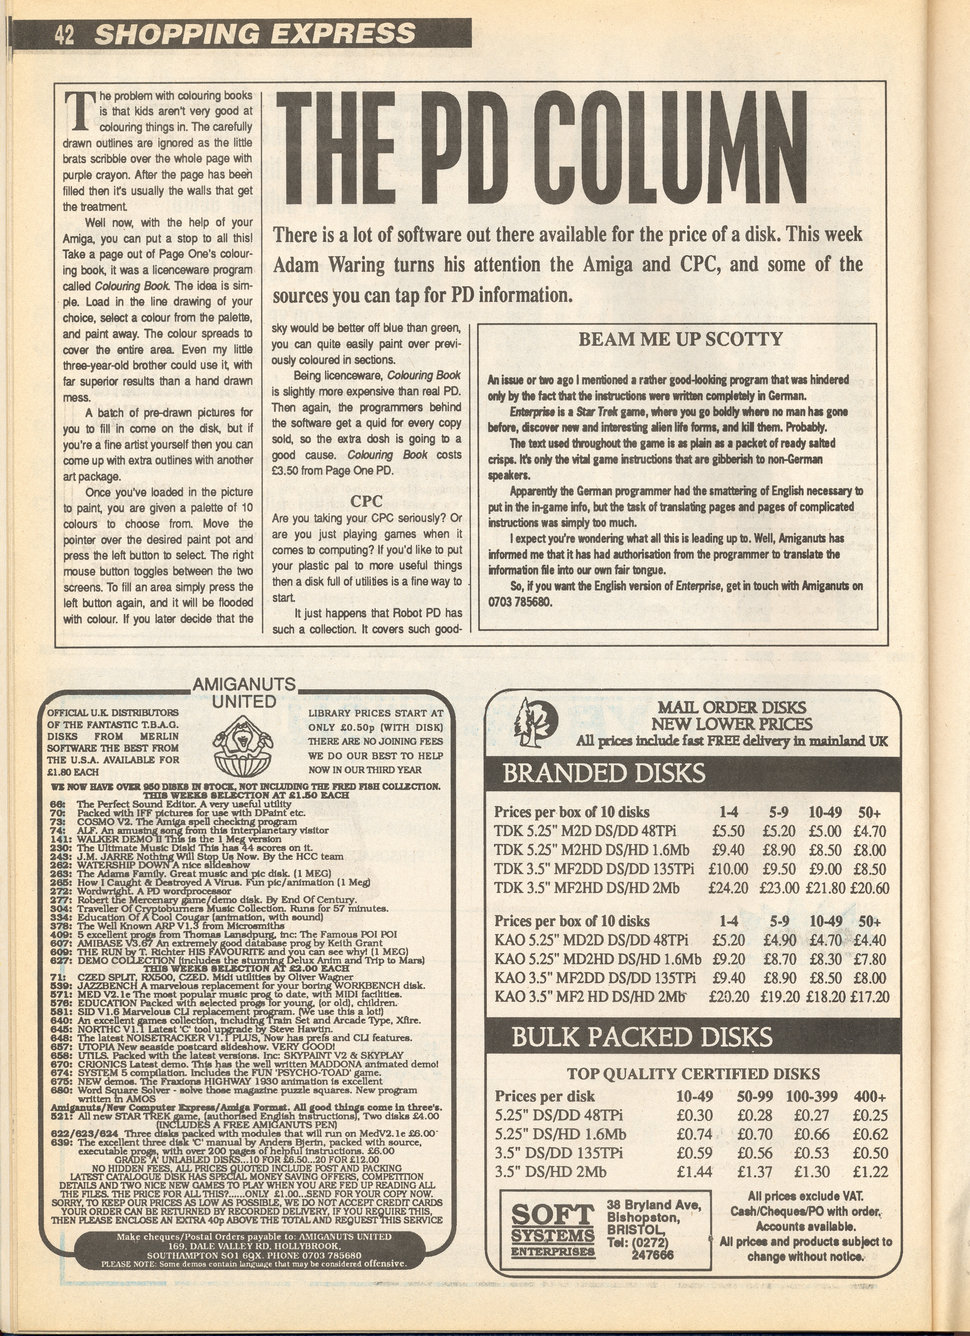 42 SHOPPING EXPRESS
The problem with colouring books
is that kids aren't very good at
colouring things in. The carefully
drawn outlines are ignored as the little
brats scribble over the whole page with
purple crayon. After the page has been
filled then it's usually the walls that get
the treatment.
Well now, with the help of your
Amiga, you can put a stop to all this!
Take a page out of Page One's colour-
ing book, it was a licenceware program
called Colouring Book. The idea is sim-
ple. Load in the line drawing of your
choice, select a colour from the palette,
and paint away. The colour spreads to
cover the entire area. Even my little
three-year-old brother could use it, with
far superior results than a hand drawn
mess.
A batch of pre-drawn pictures for
you to fill in come on the disk, but if
you're a fine artist yourself then you can
come up with extra outlines with another
art package.
Once you've loaded in the picture
to paint, you are given a palette of 10
colours to choose from. Move the
pointer over the desired paint pot and
press the left button to select. The right
mouse button toggles between the two
screens. To fill an area simply press the
left button again, and it will be flooded
with colour. If you later decide that the
THE PD COLUMN
There is a lot of software out there available for the price of a disk. This week
Adam Waring turns his attention the Amiga and CPC, and some of the
sources you can tap for PD information.
sky would be better off blue than green,
you can quite easily paint over previ-
ously coloured in sections.
Being licenceware, Colouring Book
is slightly more expensive than real PD.
Then again, the programmers behind
the software get a quid for every copy
sold, so the extra dosh is going to a
good cause. Colouring Book costs
£3.50 from Page One PD.
CPC
Are you taking your CPC seriously? Or
are you just playing games when it
comes to computing? If you'd like to put
your plastic pal to more useful things
then a disk full of utilities is a fine way to
start.
It just happens that Robot PD has
such a collection. It covers such good-
BEAM ME UP SCOTTY
An issue or two ago I mentioned a rather good-looking program that was hindered
only by the fact that the instructions were written completely in German.
Enterprise is a Star Trek game, where you go boldly where no man has gone
before, discover new and interesting alien life forms, and kill them. Probably.
The text used throughout the game is as plain as a packet of ready salted
crisps. It's only the vital game instructions that are gibberish to non-German
speakers.
Apparently the German programmer had the smattering of English necessary to
put in the in-game info, but the task of translating pages and pages of complicated
instructions was simply too much.
I expect you're wondering what all this is leading up to. Well, Amiganuts has
informed me that it has had authorisation from the programmer to translate the
information file into our own fair tongue.
So, if you want the English version of Enterprise, get in touch with Amiganuts on
0703 785680.
AMIGANUTS
UNITED
OFFICIAL U.K. DISTRIBUTORS
OF THE FANTASTIC T.B.A.G.
DISKS FROM MERLIN
SOFTWARE THE BEST FROM
THE U.S.A. AVAILABLE FOR
£1.80 EACH
LIBRARY PRICES START AT
ONLY £0.50p (WITH DISK)
THERE ARE NO JOINING FEES
WE DO OUR BEST TO HELP
NOW IN OUR THIRD YEAR
WE NOW HAVE OVER 950 DISKS IN STOCK, NOT INCLUDING THE FRED FISH COLLECTION.
THIS WEEKS SELECTION AT £1.50 EACH
66: The Perfect Sound Editor. A very useful utility
70: Packed with IFF pictures for use with DPaint etc.
73: COSMO V2. The Amiga spell checking program
74: ALF. An amusing song from this interplanetary visitor
141: WALKER DEMO II This is the 1 Meg version
230: The Ultimate Music Disk! This has 44 scores on it.
243: J.M. JARRE Nothing Will Stop Us Now. By the HCC team
262: WATERSHIP DOWN A nice slideshow
263: The Adams Family. Great music and pic disk. (1 MEG)
265: How I Caught & Destroyed A Virus. Fun pic/animation (1 Meg)
272: Wordwright. A PD wordprocessor
277: Robert the Mercenary game/demo disk. By End Of Century.
304: Traveller Of Cryptoburners Music Collection. Runs for 57 minutes.
334: Education Of A Cool Cougar (animation, with sound)
378: The Well Known ARP V1.3 from Microsmiths
409: 5 excellent progs from Thomas Landspurg, inc: The Famous POI POI
607: AMIBASE V3.67 An extremely good database prog by Keith Grant
609: THE RUN by T. Richter HIS FAVOURITE and you can see why! (1 MEG)
627: DEMO COLLECTION (includes the stunning Delux Anim and Trip to Mars)
THIS WEEKS SELECTION AT £2.00 EACH
71: CZED SPLIT, RX500, CZED. Midi utilities by Oliver Wagner
539: JAZZBENCH A marvelous replacement for your boring WORKBENCH disk.
571: MED V2.1e The most popular music prog to date, with MIDI facilities.
576: EDUCATION Packed with selected progs for young, (or old), children.
581: SID V1.6 Marvelous CLI replacement program. (We use this a lot!)
640: An excellent games collection, including Train Set and Arcade Type, Xfire.
645: NORTHC V1.1 Latest 'C' tool upgrade by Steve Hawtin.
648: The latest NOISETRACKER V1.1 PLUS, Now has prefs and CLI features.
657: UTOPIA New seaside postcard slideshow. VERY GOOD!
658: UTILS. Packed with the latest versions. Inc: SKYPAINT V2 & SKYPLAY
670: CRIONICS Latest demo. This has the well written MADDONA animated demo!
674: SYSTEM 5 compilation. Includes the FUN 'PSYCHO-TOAD' game.
675: NEW demos. The Fraxions HIGHWAY 1930 animation is excellent
680: Word Square Solver - solve those magazine puzzle squares. New program
written in AMOS
Amiganuts/New Computer Express/Amiga Format. All good things come in three's.
521: All new STAR TREK game, (authorised English instructions), Two disks £4.00
(INCLUDES A FREE AMIGANUTS PEN)
622/623/624 Three disks packed with modules that will run on MedV2.1e £6.00
639: The excellent three disk 'C' manual by Anders Bjerin, packed with source,
executable progs, with over 200 pages of helpful instructions. £6.00
GRADE 'A' UNLABLED DISKS...10 FOR £6.50...20 FOR £12.00
NO HIDDEN FEES, ALL PRICES QUOTED INCLUDE POST AND PACKING
LATEST CATALOGUE DISK HAS SPECIAL MONEY SAVING OFFERS, COMPETITION
DETAILS AND TWO NICE NEW GAMES TO PLAY WHEN YOU ARE FED UP READING ALL
THE FILES. THE PRICE FOR ALL THIS?......ONLY £1.00...SEND FOR YOUR COPY NOW.
SORRY, TO KEEP OUR PRICES AS LOW AS POSSIBLE, WE DO NOT ACCEPT CREDIT CARDS
YOUR ORDER CAN BE RETURNED BY RECORDED DELIVERY, IF YOU REQUIRE THIS,
THEN PLEASE ENCLOSE AN EXTRA 40p ABOVE THE TOTAL AND REQUEST THIS SERVICE
Make cheques/Postal Orders payable to: AMIGANUTS UNITED
169, DALE VALLEY RD, HOLLYBROOK,
SOUTHAMPTON SO1 6QX. PHONE 0703 785680
PLEASE NOTE: Some demos contain language that may be considered offensive.
MAIL ORDER DISKS
NEW LOWER PRICES
All prices include fast FREE delivery in mainland UK
BRANDED DISKS
Prices per box of 10 disks 1-4 5-9 10-49 50+
TDK 5.25" M2D DS/DD 48TPi £5.50 £5.20 £5.00 £4.70
TDK 5.25" M2HD DS/HD 1.6Mb £9.40 £8.90 £8.50 £8.00
TDK 3.5" MF2DD DS/DD 135TPi £10.00 £9.50 £9.00 £8.50
TDK 3.5" MF2HD DS/HD 2Mb £24.20 £23.00 £21.80 £20.60
Prices per box of 10 disks 1-4 5-9 10-49 50+
KAO 5.25" MD2D DS/DD 48TPi £5.20 £4.90 £4.70 £4.40
KAO 5.25" MD2HD DS/HD 1.6Mb £9.20 £8.70 £8.30 £7.80
KAO 3.5" MF2DD DS/DD 135TPi £9.40 £8.90 £8.50 £8.00
KAO 3.5" MF2 HD DS/HD 2Mb £20.20 £19.20 £18.20 £17.20
BULK PACKED DISKS
TOP QUALITY CERTIFIED DISKS
Prices per disk 10-49 50-99 100-399 400+
5.25" DS/DD 48TPi £0.30 £0.28 £0.27 £0.25
5.25" DS/HD 1.6Mb £0.74 £0.70 £0.66 £0.62
3.5" DS/DD 135TPi £0.59 £0.56 £0.53 £0.50
3.5" DS/HD 2Mb £1.44 £1.37 £1.30 £1.22
SOFT
SYSTEMS
ENTERPRISES
38 Bryland Ave,
Bishopston,
BRISTOL,
Tel: (0272)
247666
All prices exclude VAT.
Cash/Cheques/PO with order,
Accounts available.
All prices and products subject to
change without notice.